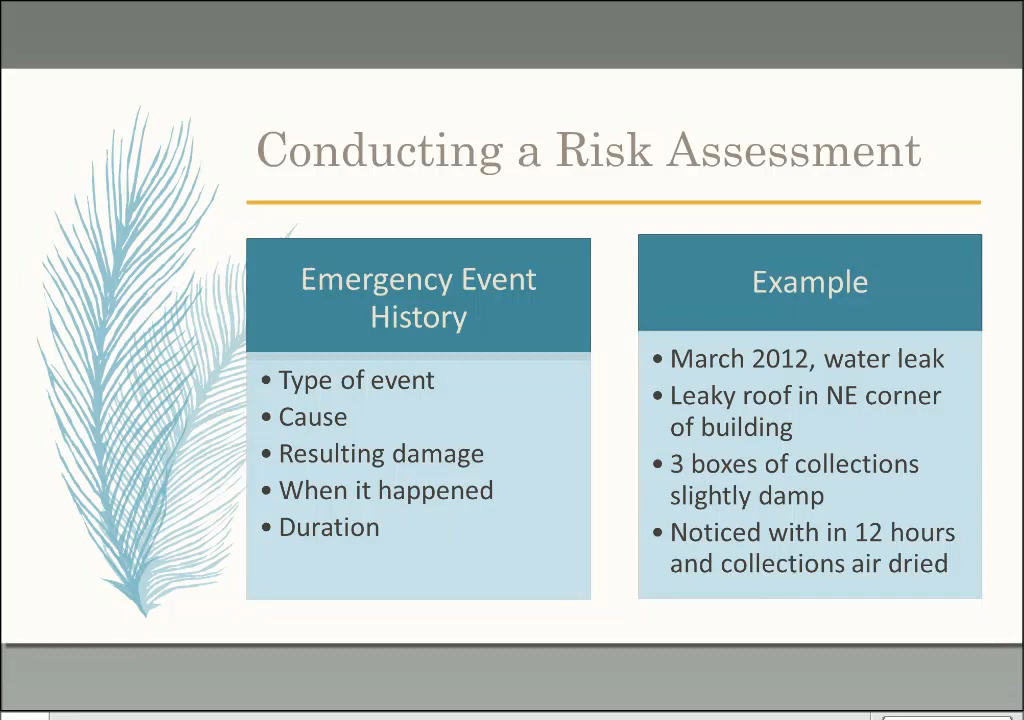 Conducting a Risk Assessment
Emergency Event
History
• Type of event
• Cause
• Resulting damage
• When it happened
• Duration
Example
• March 2012, water leak
• Leaky roof in NE corner
of building
• 3 boxes of collections
slightly damp
• Noticed with in 12 hours
and collections air dried